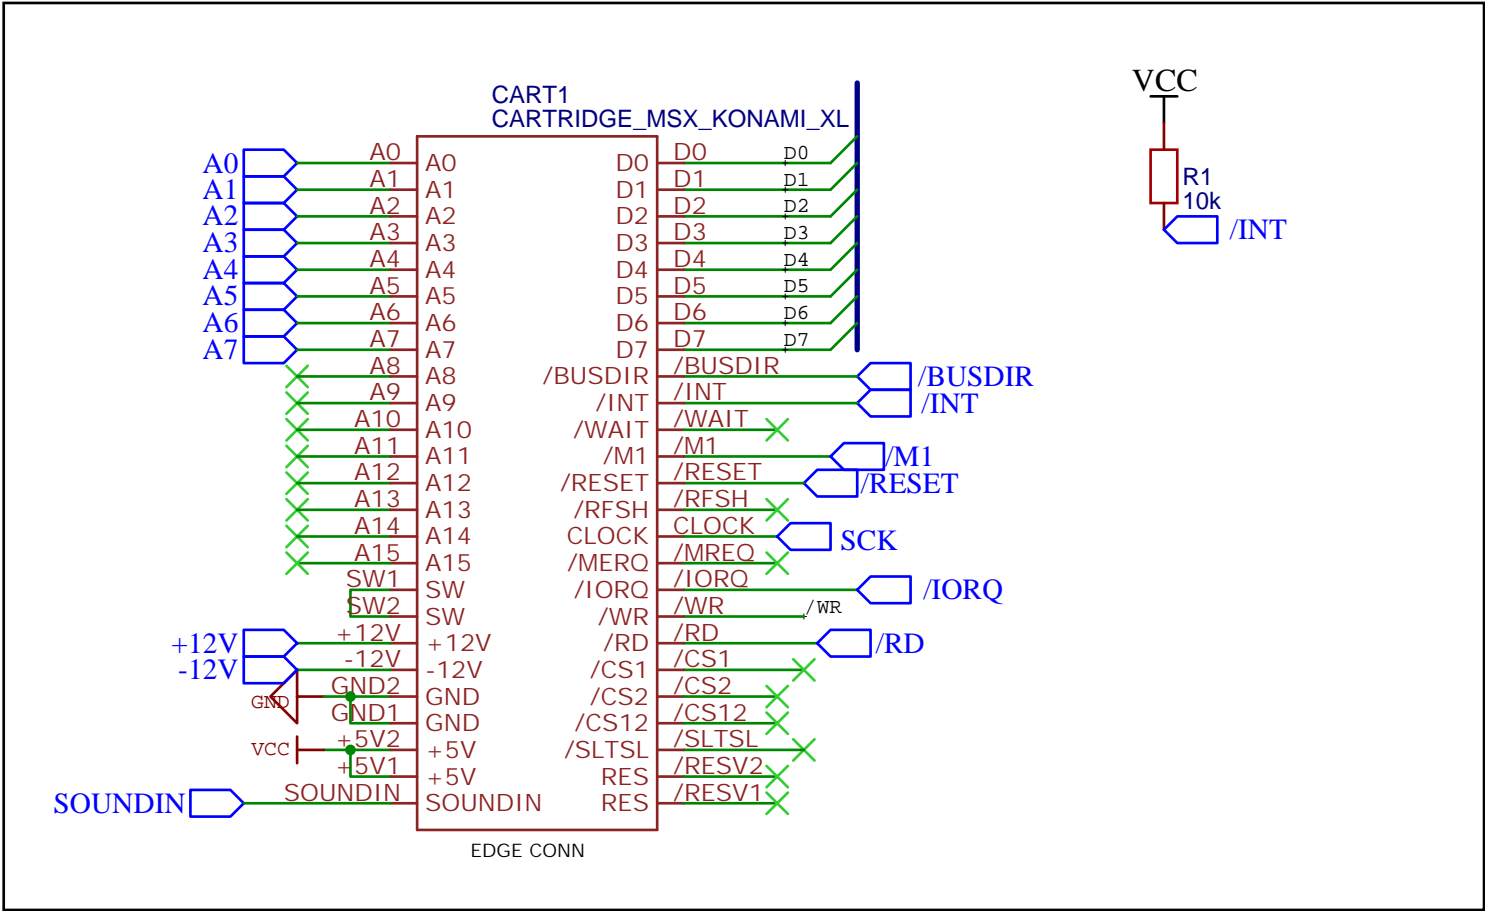 VCC
CART1
CARTRIDGE_MSX_KONAMI_XL
R1
10k
/INT
A0 A0 A0 D0 D0 D0
A1 A1 A1 D1 D1 D1
A2 A2 A2 D2 D2 D2
A3 A3 A3 D3 D3 D3
A4 A4 A4 D4 D4 D4
A5 A5 A5 D5 D5 D5
A6 A6 A6 D6 D6 D6
A7 A7 A7 D7 D7 D7
A8 A8 /BUSDIR /BUSDIR /BUSDIR
A9 A9 /INT /INT /INT
A10 A10 /WAIT /WAIT
A11 A11 /M1 /M1 /M1
A12 A12 /RESET /RESET /RESET
A13 A13 /RFSH /RFSH
A14 A14 CLOCK CLOCK SCK
A15 A15 /MERQ /MREQ
SW1 SW /IORQ /IORQ /IORQ
SW2 SW /WR /WR /WR
+12V +12V +12V /RD /RD /RD
-12V -12V -12V /CS1 /CS1
GND GND2 GND /CS2 /CS2
GND1 GND /CS12 /CS12
VCC +5V2 +5V /SLTSL /SLTSL
+5V1 +5V RES /RESV2
SOUNDIN SOUNDIN SOUNDIN RES /RESV1
EDGE CONN